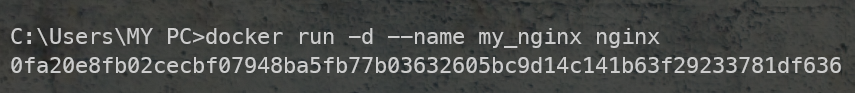 C:\Users\MY PC>docker run -d --name my_nginx nginx
0fa20e8fb02cecbf07948ba5fb77b03632605bc9d14c141b63f29233781df636